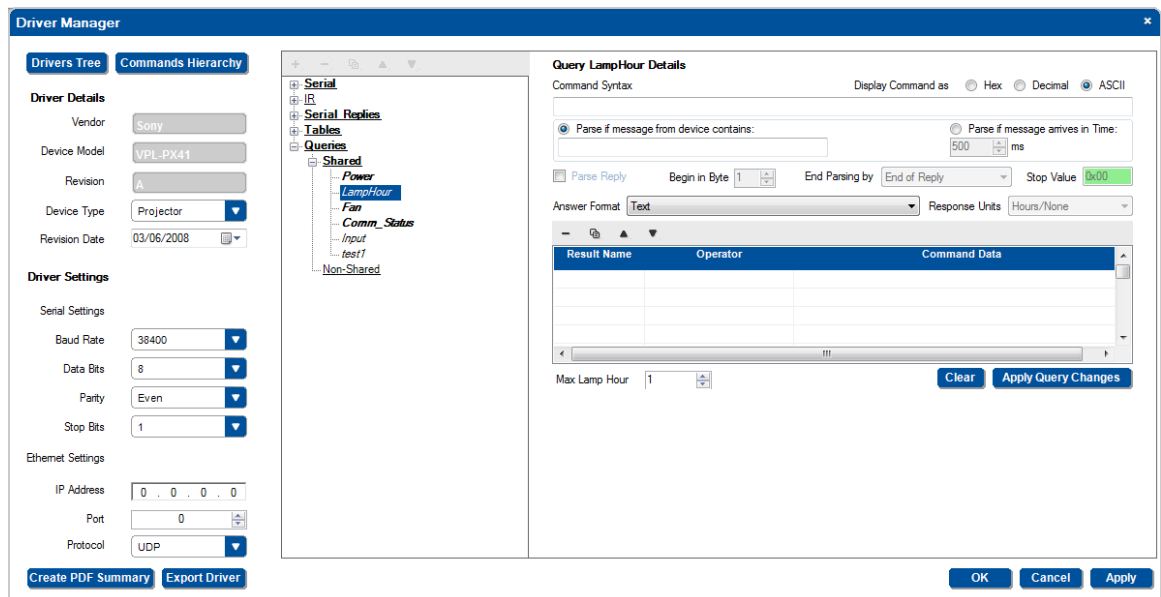 Driver Manager
Drivers Tree Commands Hierarchy
Driver Details
Vendor Sony
Device Model VPL-PX41
Revision A
Device Type Projector
Revision Date 03/06/2008
Driver Settings
Serial Settings
Baud Rate 38400
Data Bits 8
Parity Even
Stop Bits 1
Ethernet Settings
IP Address 0 . 0 . 0 . 0
Port 0
Protocol UDP
Create PDF Summary Export Driver
Serial
IR
Serial Replies
Tables
Queries
Shared
Power
LampHour
Fan
Comm_Status
Input
test1
Non-Shared
Query LampHour Details
Command Syntax Display Command as Hex Decimal ASCII
Parse if message from device contains: Parse if message arrives in Time:
500 ms
Parse Reply Begin in Byte 1 End Parsing by End of Reply Stop Value 0x00
Answer Format Text Response Units Hours/None
Result Name Operator Command Data
Max Lamp Hour 1 Clear Apply Query Changes
OK Cancel Apply